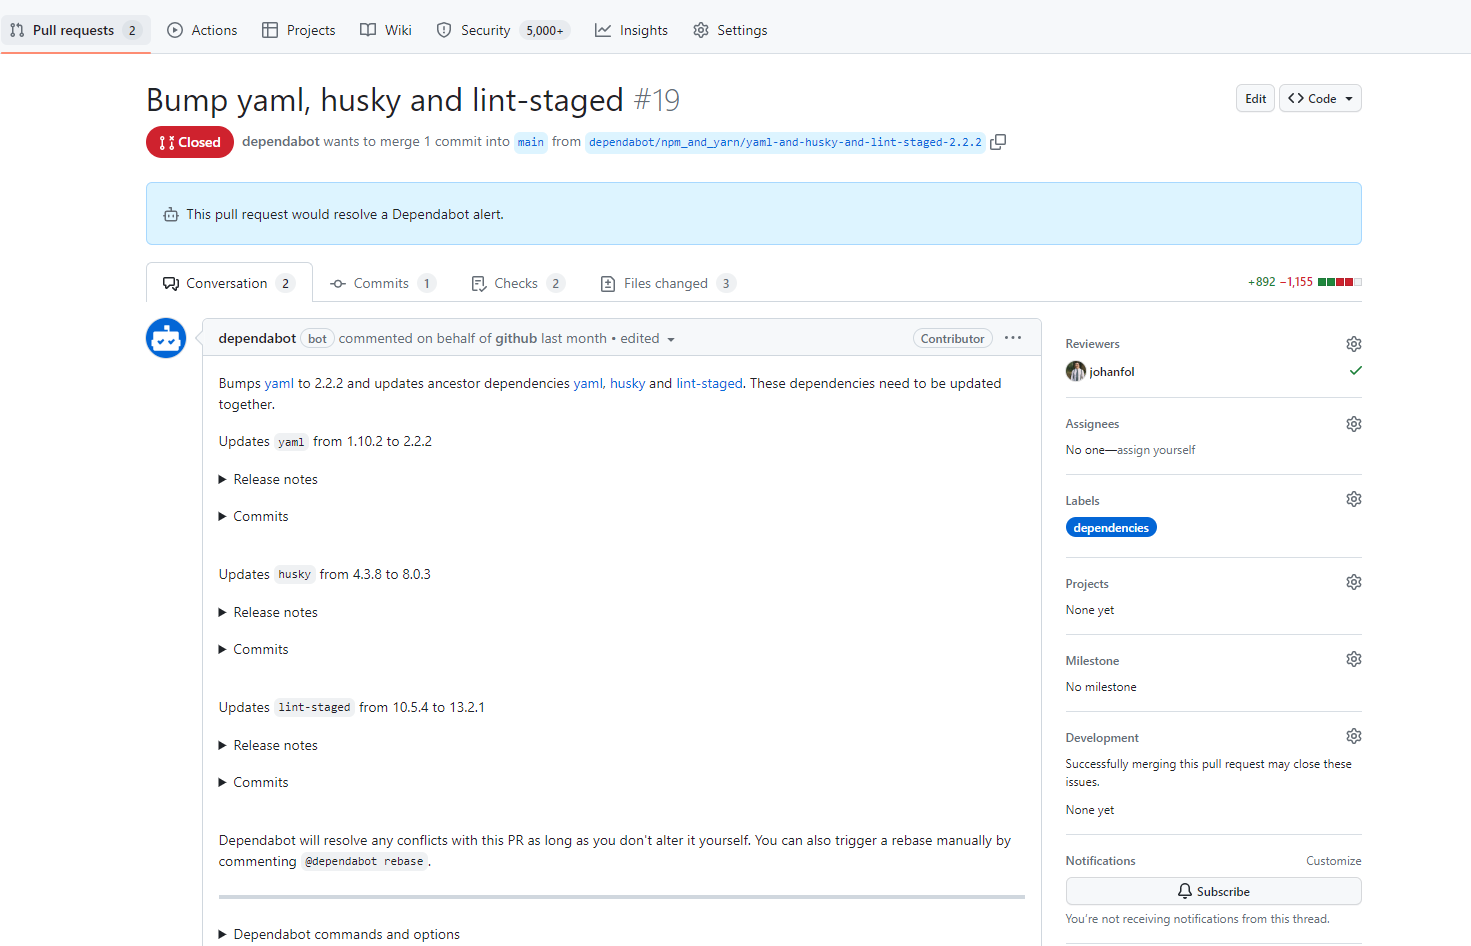 Pull requests 2 Actions Projects Wiki Security 5,000+ Insights Settings
Bump yaml, husky and lint-staged #19
Edit
Code
Closed
dependabot wants to merge 1 commit into main from dependabot/npm_and_yarn/yaml-and-husky-and-lint-staged-2.2.2
This pull request would resolve a Dependabot alert.
Conversation 2 Commits 1 Checks 2 Files changed 3
+892 −1,155
dependabot bot commented on behalf of github last month • edited
Contributor
Bumps yaml to 2.2.2 and updates ancestor dependencies yaml, husky and lint-staged. These dependencies need to be updated
together.
Updates yaml from 1.10.2 to 2.2.2
Release notes
Commits
Updates husky from 4.3.8 to 8.0.3
Release notes
Commits
Updates lint-staged from 10.5.4 to 13.2.1
Release notes
Commits
Dependabot will resolve any conflicts with this PR as long as you don't alter it yourself. You can also trigger a rebase manually by
commenting @dependabot rebase.
Dependabot commands and options
Reviewers
johanfol
Assignees
No one—assign yourself
Labels
dependencies
Projects
None yet
Milestone
No milestone
Development
Successfully merging this pull request may close these
issues.
None yet
Notifications
Customize
Subscribe
You're not receiving notifications from this thread.